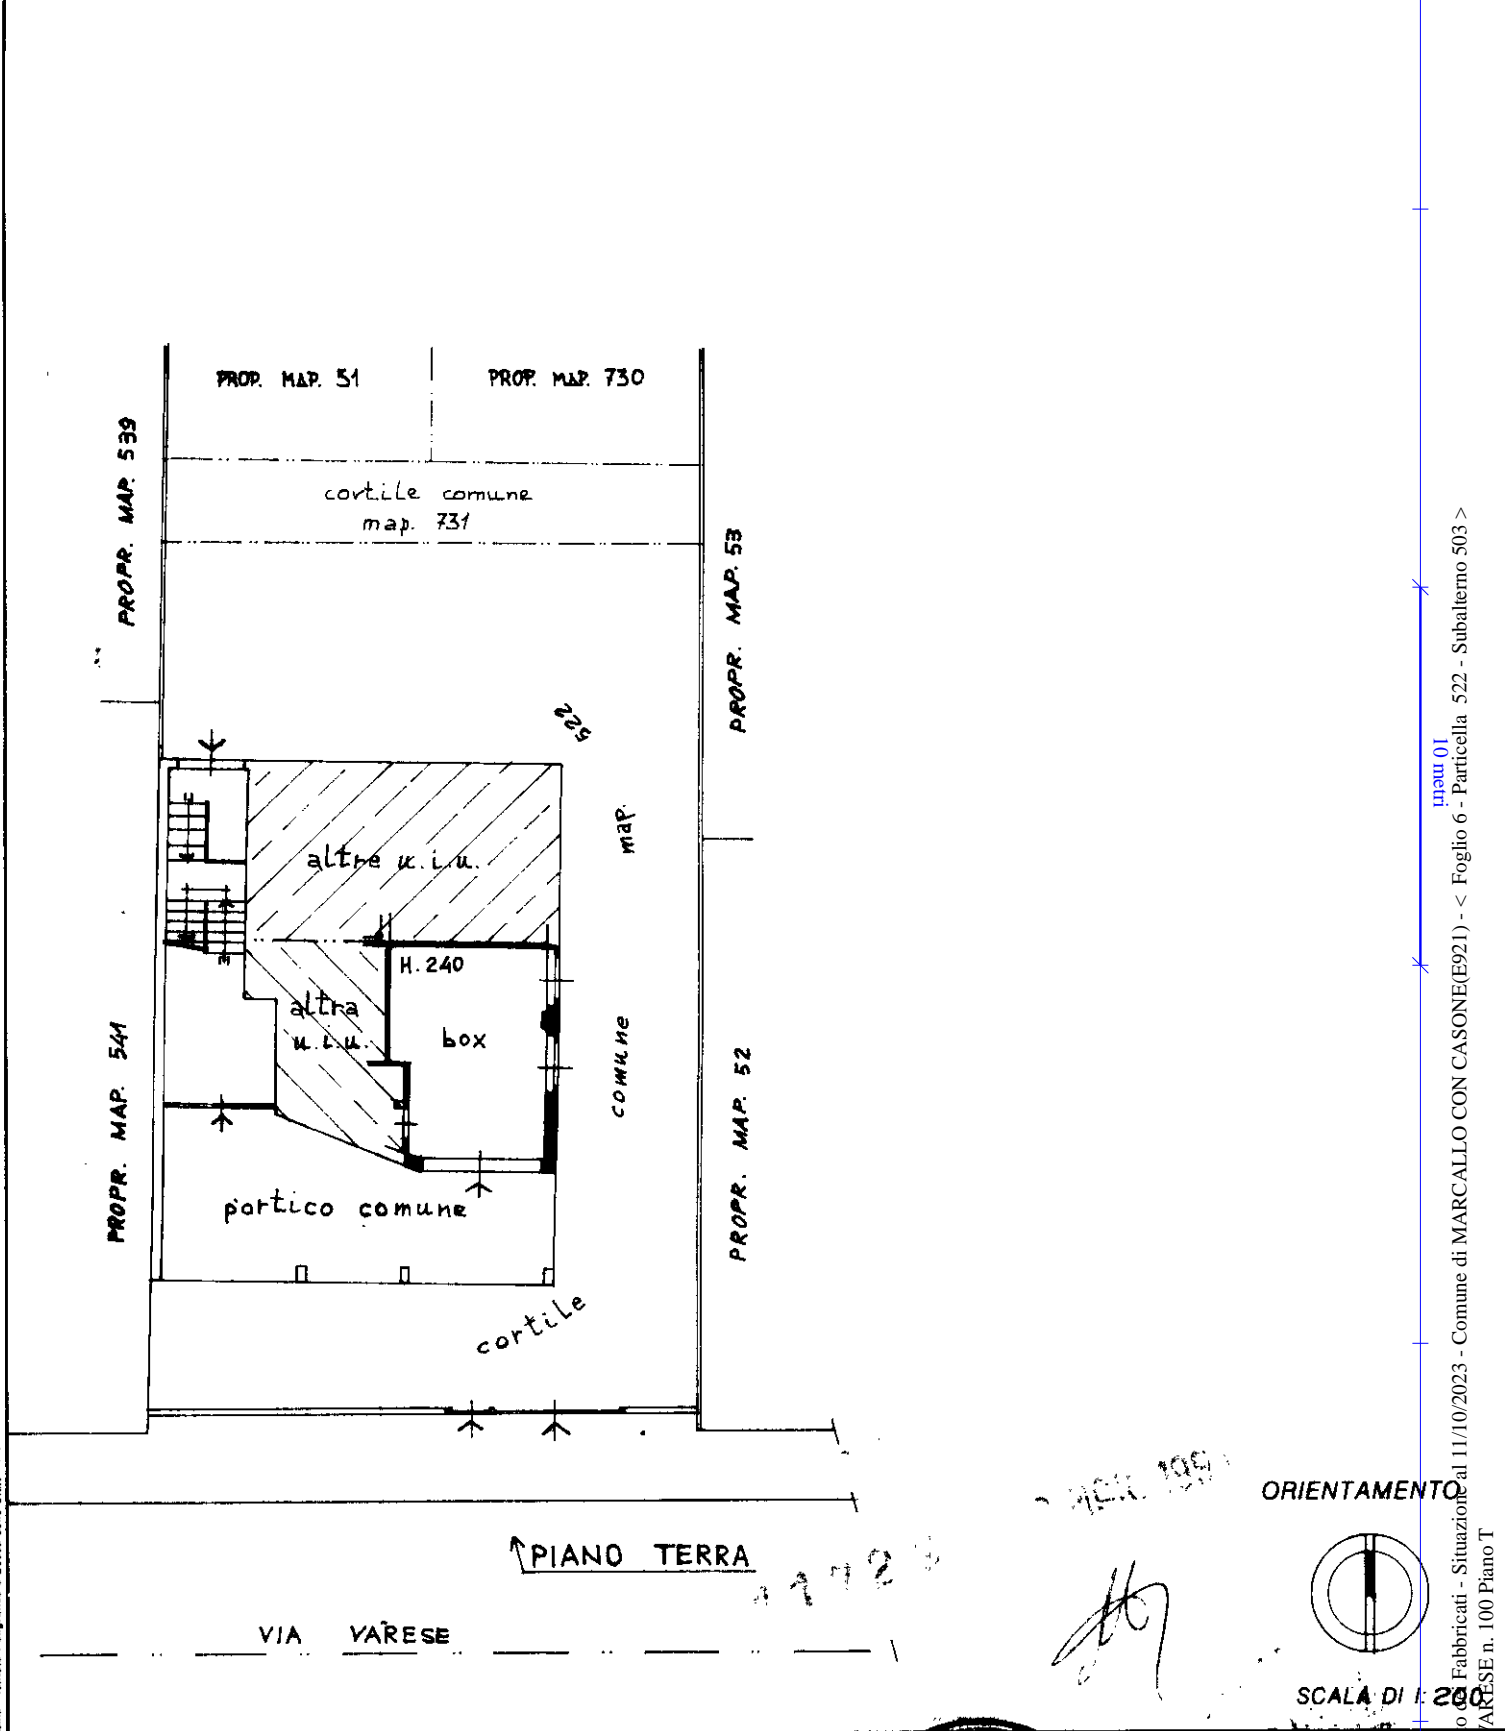 PROP. MAP. 51
PROP. MAP. 730
PROPR. MAP. 539
cortile comune
map. 731
PROPR. MAP. 53
522
map.
comune
cortile
altre u.i.u.
H. 240
altra
u.i.u.
box
PROPR. MAP. 541
PROPR. MAP. 52
portico comune
PIANO TERRA
VIA VARESE
ORIENTAMENTO
SCALA DI 1: 200
10 metri
Fabbricati - Situazione al 11/10/2023 - Comune di MARCALLO CON CASONE(E921) - < Foglio 6 - Particella 522 - Subalterno 503 >
VARESE n. 100 Piano T